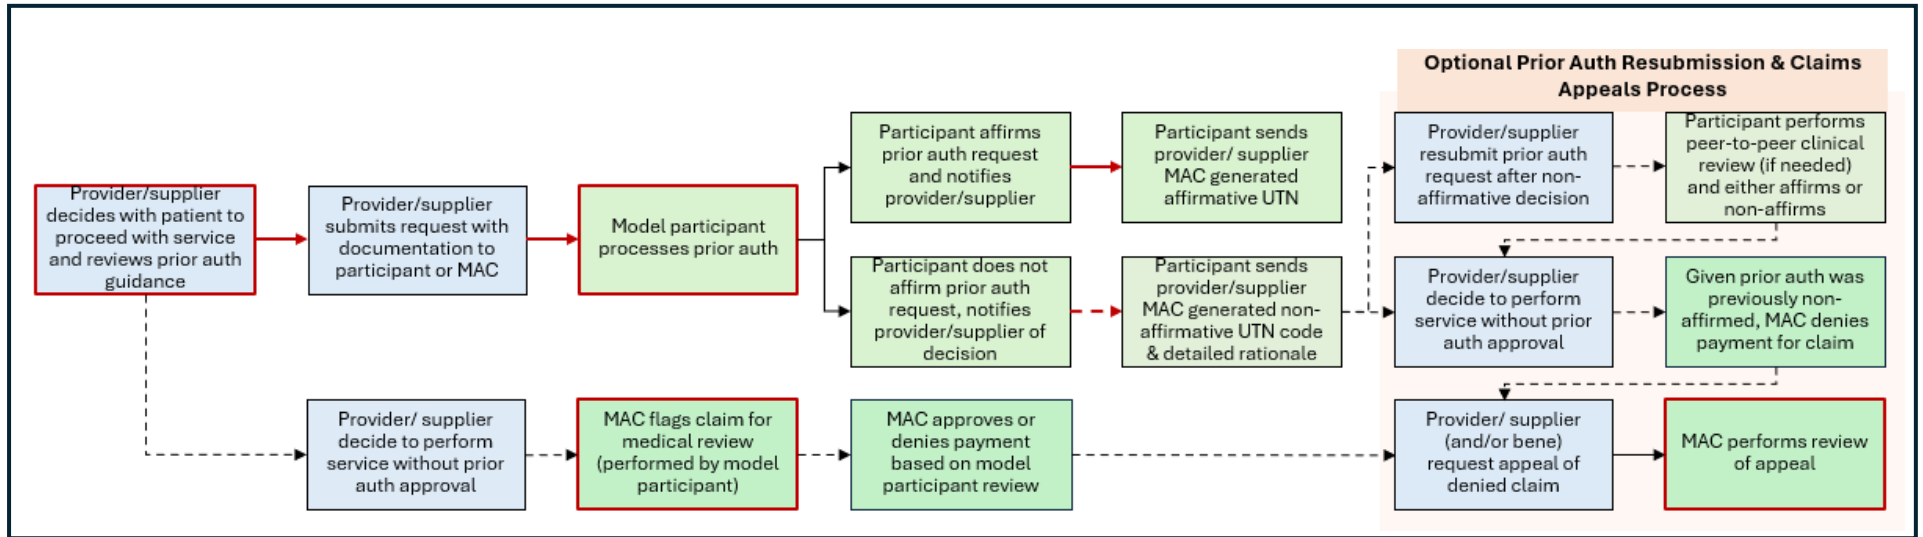 Optional Prior Auth Resubmission & Claims
Appeals Process
Provider/supplier
decides with patient to
proceed with service
and reviews prior auth
guidance
Provider/supplier
submits request with
documentation to
participant or MAC
Model participant
processes prior auth
Participant affirms
prior auth request
and notifies
provider/supplier
Participant sends
provider/ supplier
MAC generated
affirmative UTN
Provider/supplier
resubmit prior auth
request after non-
affirmative decision
Participant performs
peer-to-peer clinical
review (if needed)
and either affirms or
non-affirms
Participant does not
affirm prior auth
request, notifies
provider/supplier of
decision
Participant sends
provider/supplier
MAC generated non-
affirmative UTN code
& detailed rationale
Provider/supplier
decide to perform
service without prior
auth approval
Given prior auth was
previously non-
affirmed, MAC denies
payment for claim
Provider/ supplier
decide to perform
service without prior
auth approval
MAC flags claim for
medical review
(performed by model
participant)
MAC approves or
denies payment
based on model
participant review
Provider/ supplier
(and/or bene)
request appeal of
denied claim
MAC performs review
of appeal